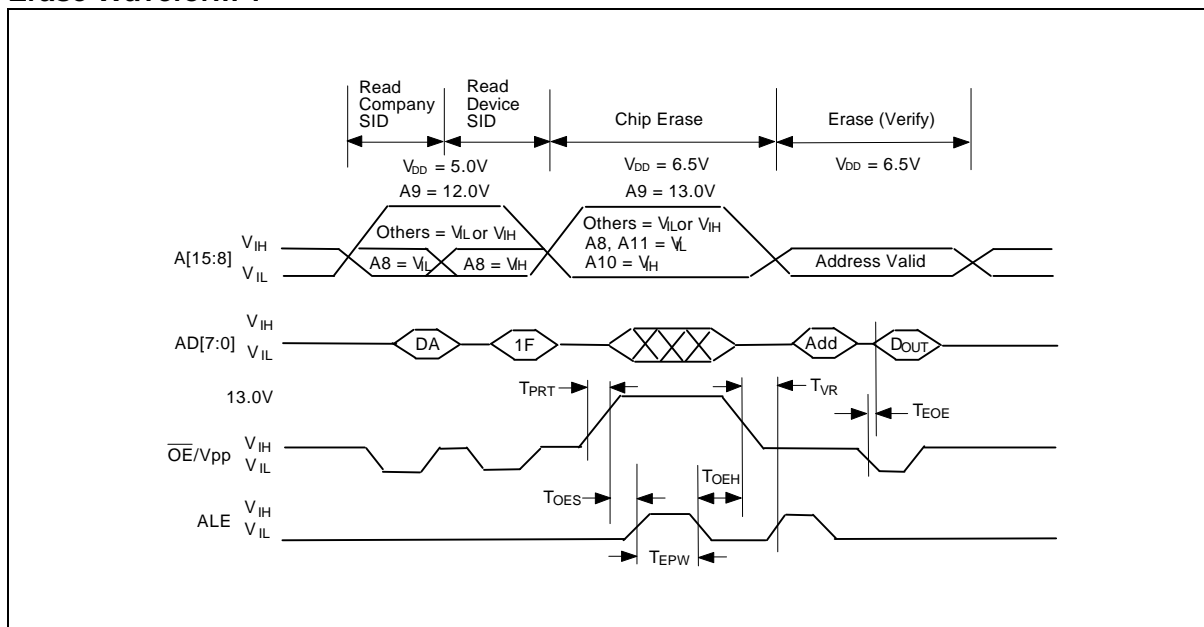 Read Company SID
Read Device SID
Chip Erase
Erase (Verify)
VDD = 5.0V
VDD = 6.5V
VDD = 6.5V
A9 = 12.0V
A9 = 13.0V
A[15:8]
VIH
VIL
Others = VIL or VIH
A8 = VIL
A8 = VIH
Others = VIL or VIH
A8, A11 = VIL
A10 = VIH
Address Valid
AD[7:0]
VIH
VIL
DA
1F
Add
DOUT
13.0V
TPRT
TVR
TEOE
OE/Vpp
VIH
VIL
TOES
TOEH
ALE
VIH
VIL
TEPW